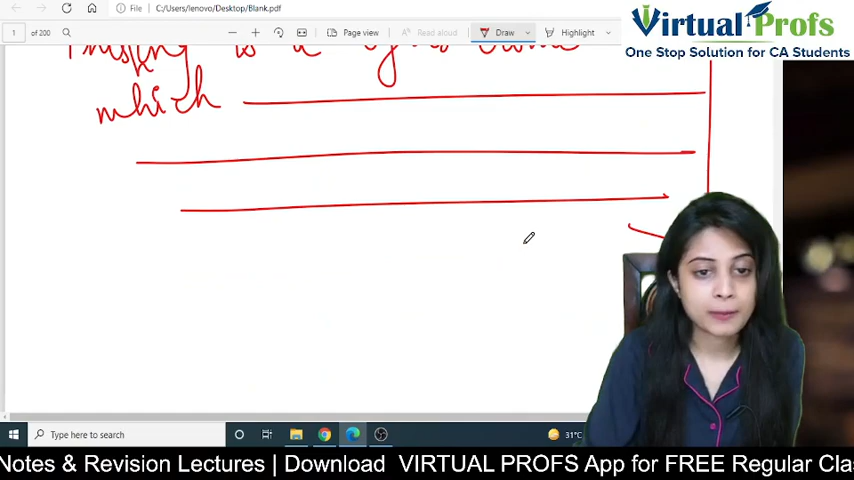 File
C:/Users/lenovo/Desktop/Blank.pdf
1 of 200
Page view
Read aloud
Draw
Highlight
Virtual Profs
One Stop Solution for CA Students
is a
which
Type here to search
31°C
Notes & Revision Lectures | Download VIRTUAL PROFS App for FREE Regular Cla